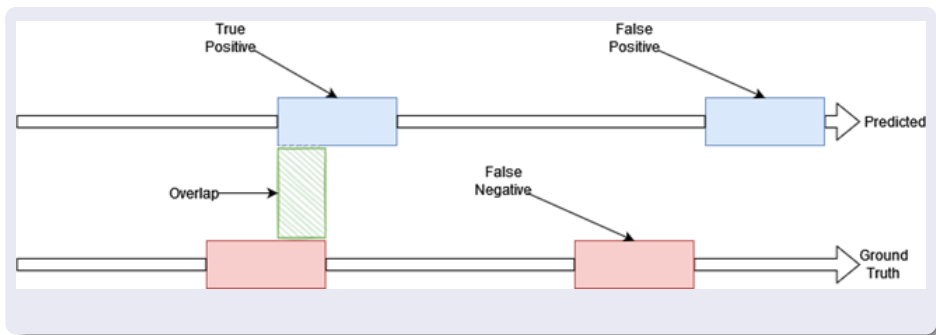 True
Positive
False
Positive
Predicted
Overlap
False
Negative
Ground
Truth